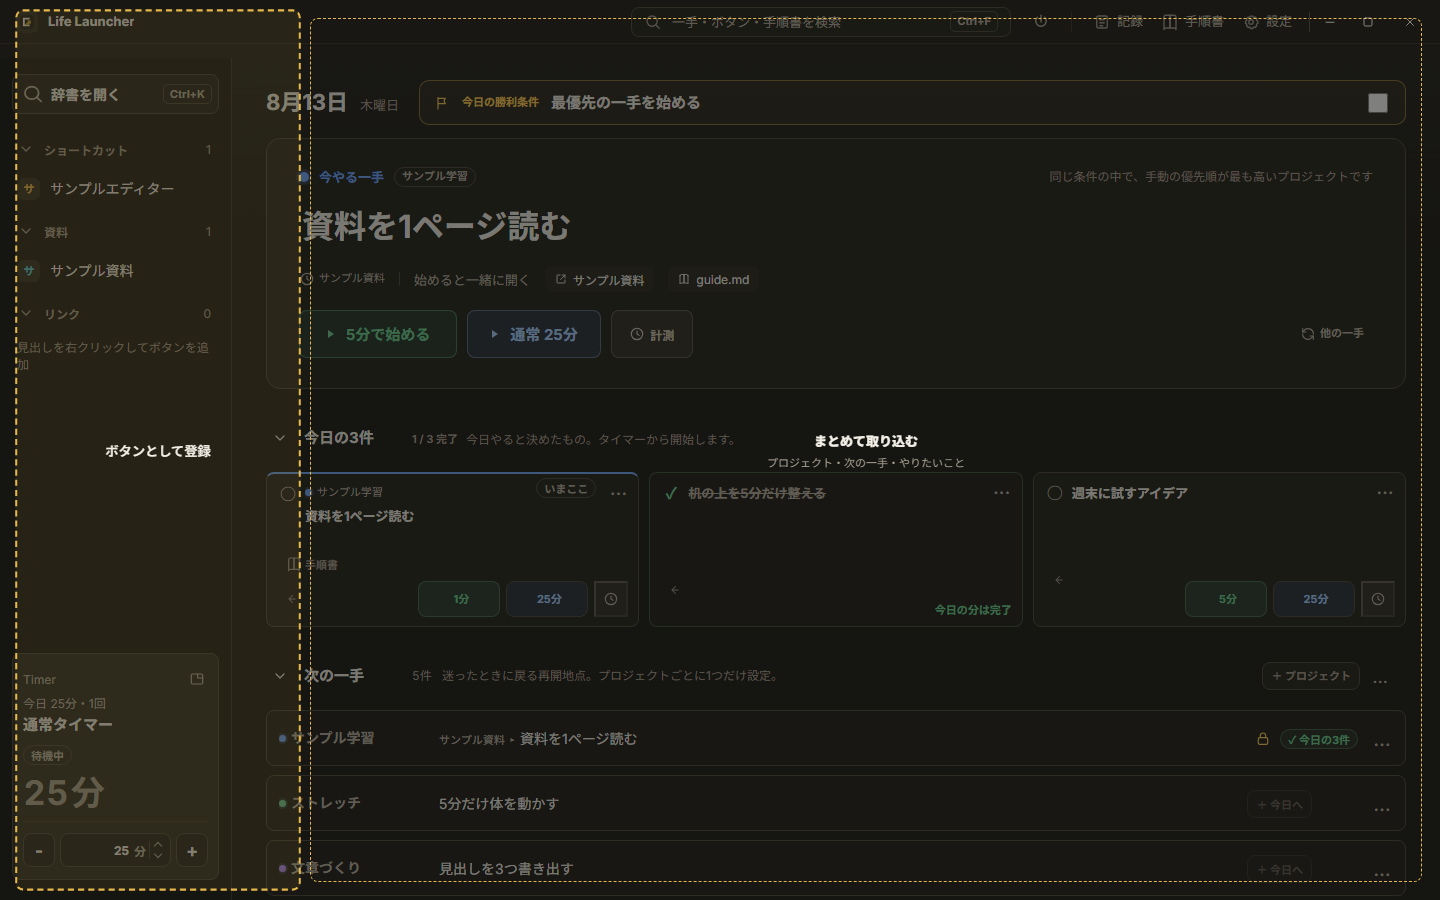 Life Launcher
一手・ボタン・手順書を検索
Ctrl+F
記録
手順書
設定
辞書を開く
Ctrl+K
ショートカット 1
サ サンプルエディター
資料 1
サ サンプル資料
リンク 0
見出しを右クリックしてボタンを追
加
ボタンとして登録
Timer
今日 25分・1回
通常タイマー
待機中
25分
- 25 分 +
8月13日 木曜日
今日の勝利条件 最優先の一手を始める
今やる一手 サンプル学習
同じ条件の中で、手動の優先順が最も高いプロジェクトです
資料を1ページ読む
サンプル資料 始めると一緒に開く サンプル資料 guide.md
5分で始める 通常 25分 計測
他の一手
今日の3件 1 / 3 完了 今日やると決めたもの。タイマーから開始します。
まとめて取り込む
プロジェクト・次の一手・やりたいこと
サンプル学習 いまここ ...
資料を1ページ読む
手順書
← 1分 25分
✓ 机の上を5分だけ整える ...
←
今日の分は完了
週末に試すアイデア ...
← 5分 25分
次の一手 5件 迷ったときに戻る再開地点。プロジェクトごとに1つだけ設定。
+ プロジェクト ...
サンプル学習 サンプル資料 ▸ 資料を1ページ読む ✓ 今日の3件 ...
ストレッチ 5分だけ体を動かす + 今日へ ...
文章づくり 見出しを3つ書き出す + 今日へ ...